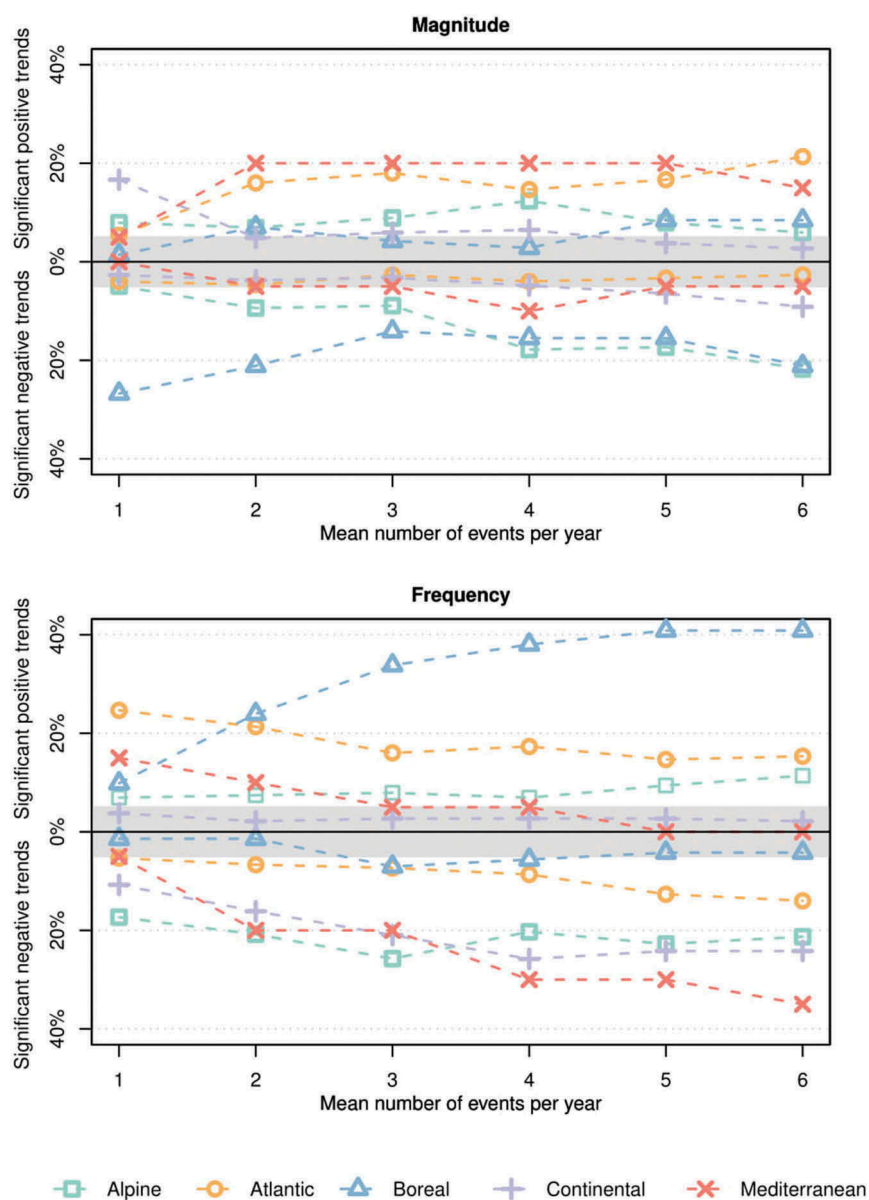 Magnitude
Significant positive trends
Significant negative trends
40%
20%
0%
20%
40%
1 2 3 4 5 6
Mean number of events per year
Frequency
Significant positive trends
Significant negative trends
40%
20%
0%
20%
40%
1 2 3 4 5 6
Mean number of events per year
Alpine Atlantic Boreal Continental Mediterranean